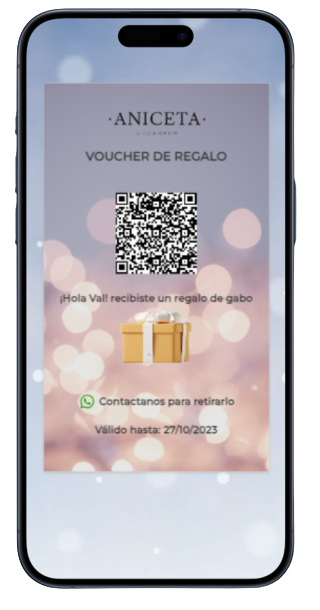 ·ANICETA·
VOUCHER DE REGALO
¡Hola Val! recibiste un regalo de gabo
Contactanos para retirarlo
Válido hasta: 27/10/2023